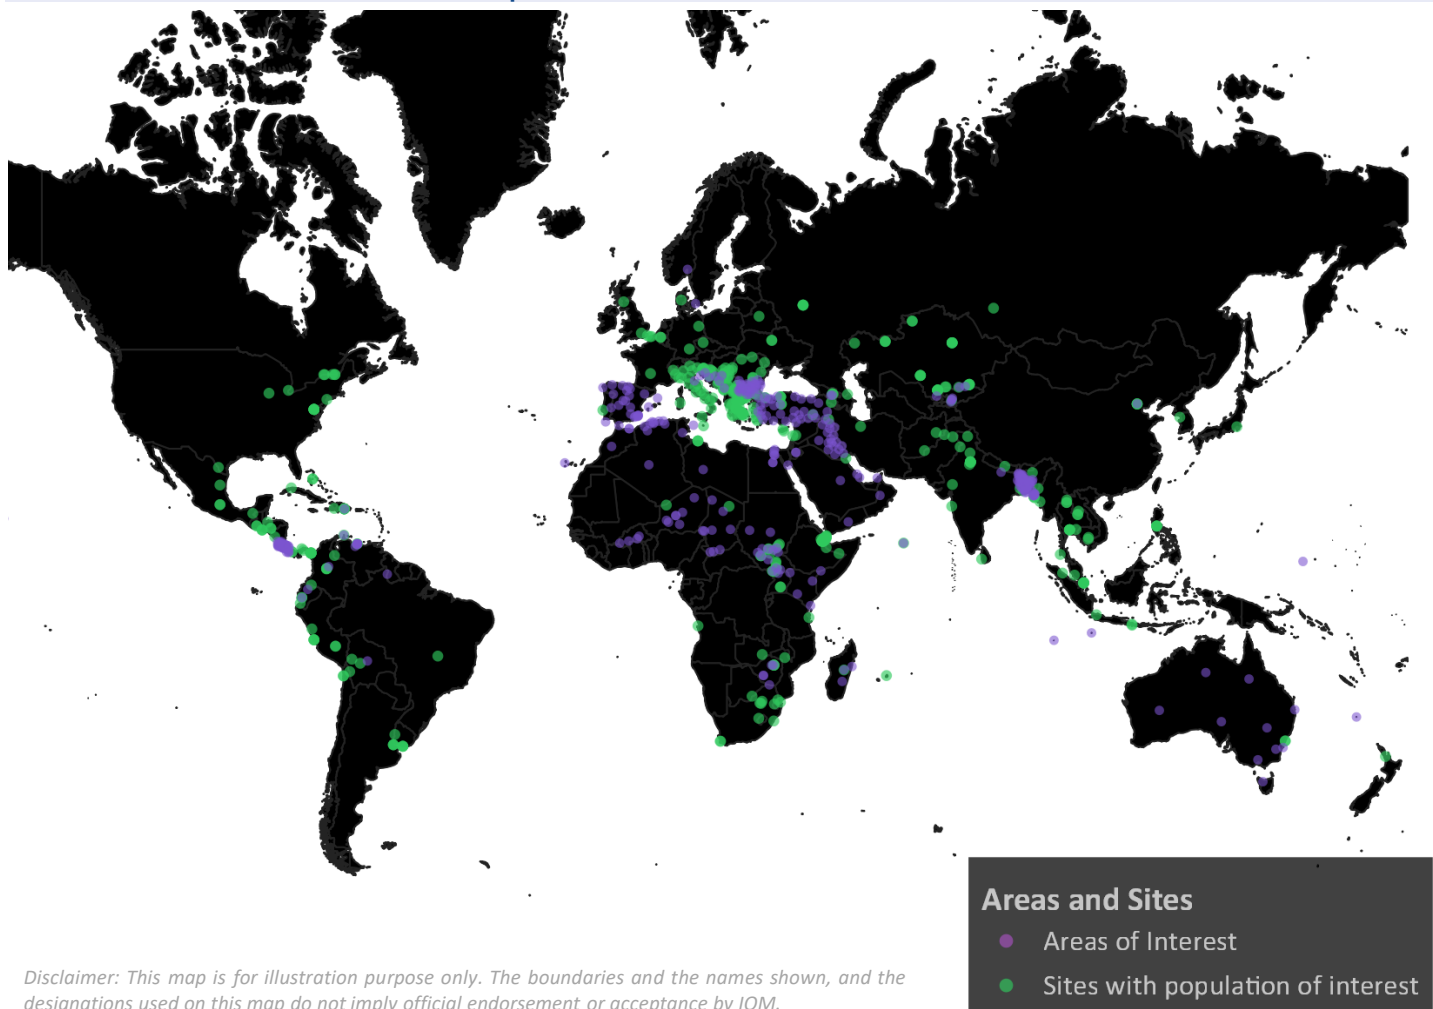 Areas and Sites
Areas of Interest
Sites with population of interest
Disclaimer: This map is for illustration purpose only. The boundaries and the names shown, and the
designations used on this map do not imply official endorsement or acceptance by IOM.